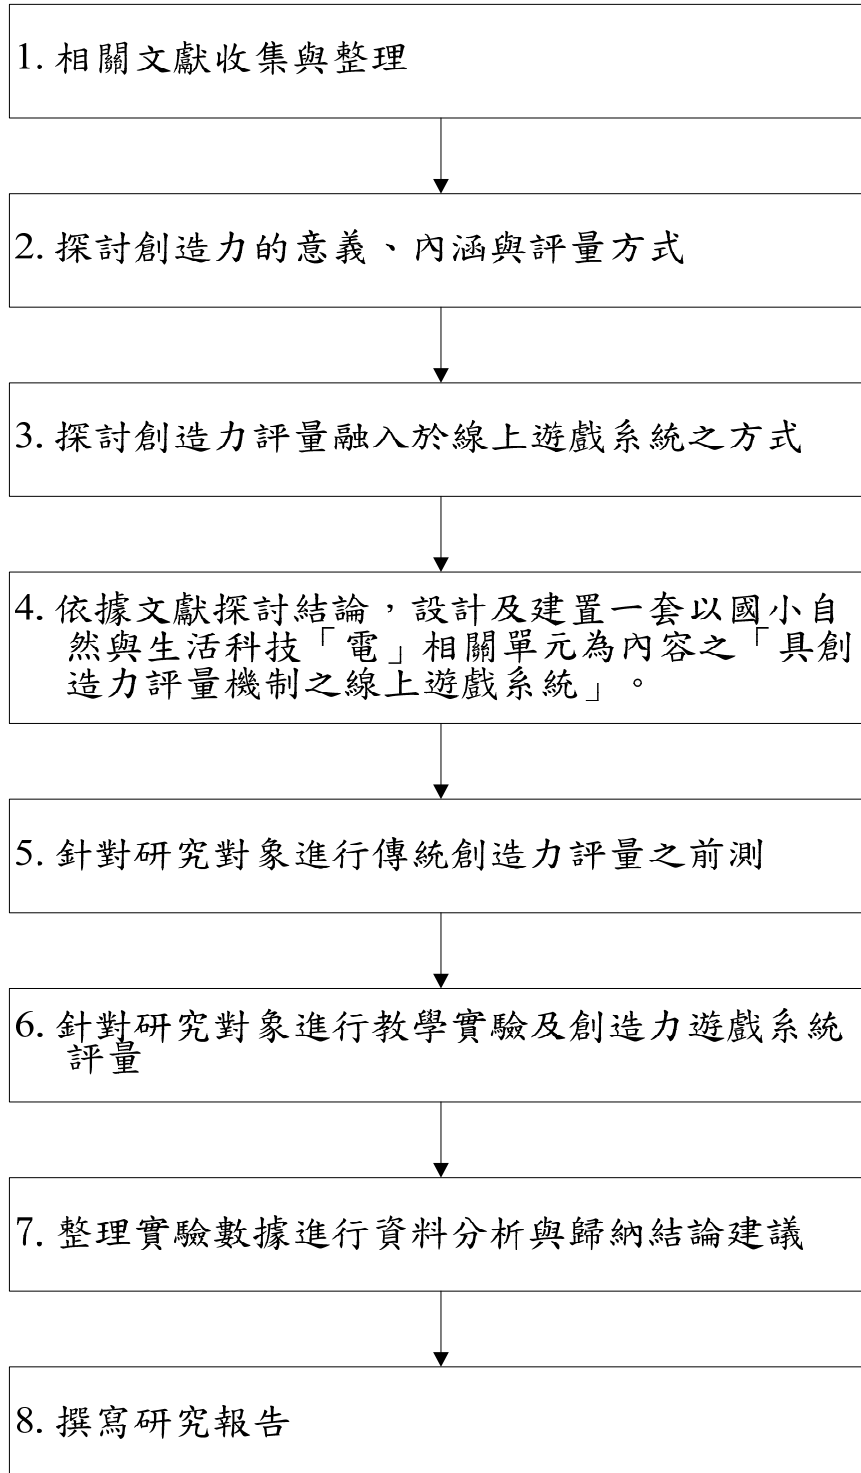 1. 相關文獻收集與整理
2. 探討創造力的意義、內涵與評量方式
3. 探討創造力評量融入於線上遊戲系統之方式
4. 依據文獻探討結論，設計及建置一套以國小自
然與生活科技「電」相關單元為內容之「具創
造力評量機制之線上遊戲系統」。
5. 針對研究對象進行傳統創造力評量之前測
6. 針對研究對象進行教學實驗及創造力遊戲系統
評量
7. 整理實驗數據進行資料分析與歸納結論建議
8. 撰寫研究報告